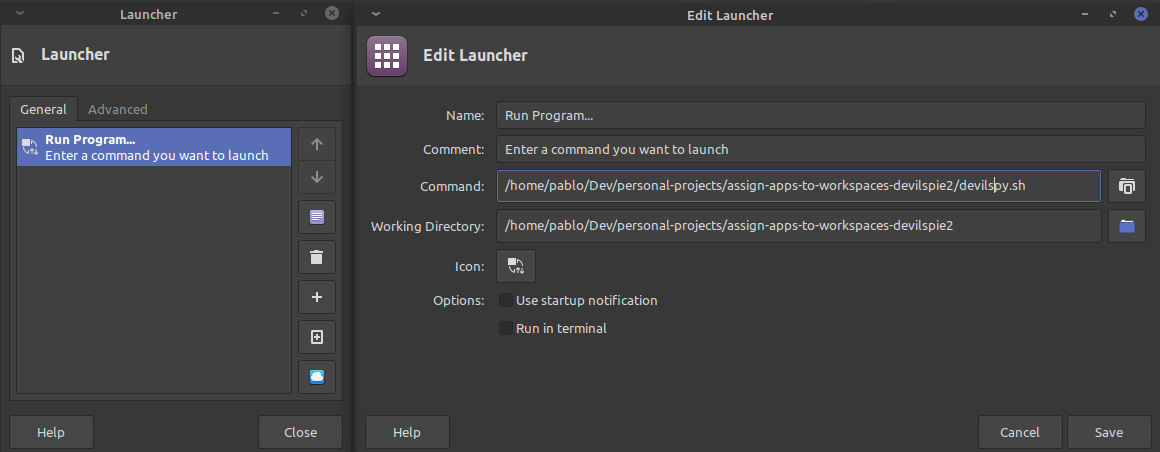 Launcher
Launcher
General
Advanced
Run Program...
Enter a command you want to launch
Help
Close
Edit Launcher
Edit Launcher
Name:
Run Program...
Comment:
Enter a command you want to launch
Command:
/home/pablo/Dev/personal-projects/assign-apps-to-workspaces-devilspie2/devilspy.sh
Working Directory:
/home/pablo/Dev/personal-projects/assign-apps-to-workspaces-devilspie2
Icon:
Options:
Use startup notification
Run in terminal
Help
Cancel
Save